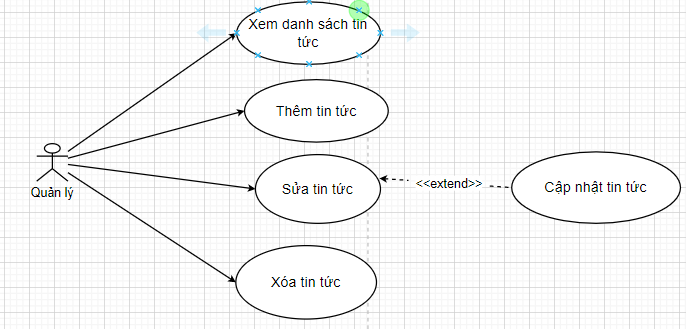 Xem danh sách tin
tức
Thêm tin tức
Sửa tin tức
<<extend>>
Cập nhật tin tức
Quản lý
Xóa tin tức